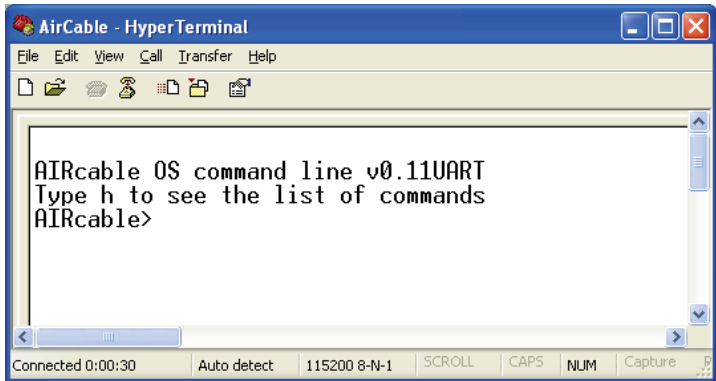 AirCable - HyperTerminal
File Edit View Call Transfer Help
AIRcable OS command line v0.11UART
Type h to see the list of commands
AIRcable>
Connected 0:00:30 Auto detect 115200 8-N-1 SCROLL CAPS NUM Capture